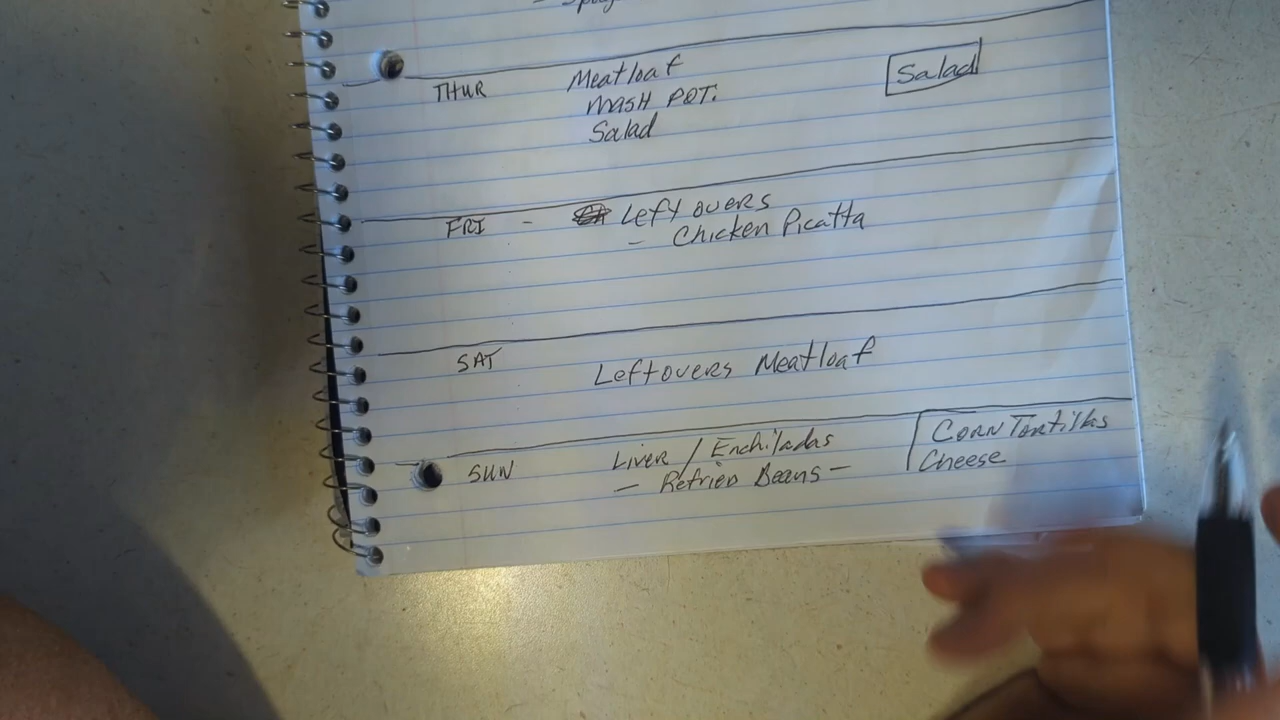 THUR Meatloaf Salad
MASH POT.
Salad
FRI - Leftovers
- Chicken Picatta
SAT Leftovers Meatloaf
SUN Liver / Enchiladas Corn Tortillas
- Refried Beans - Cheese